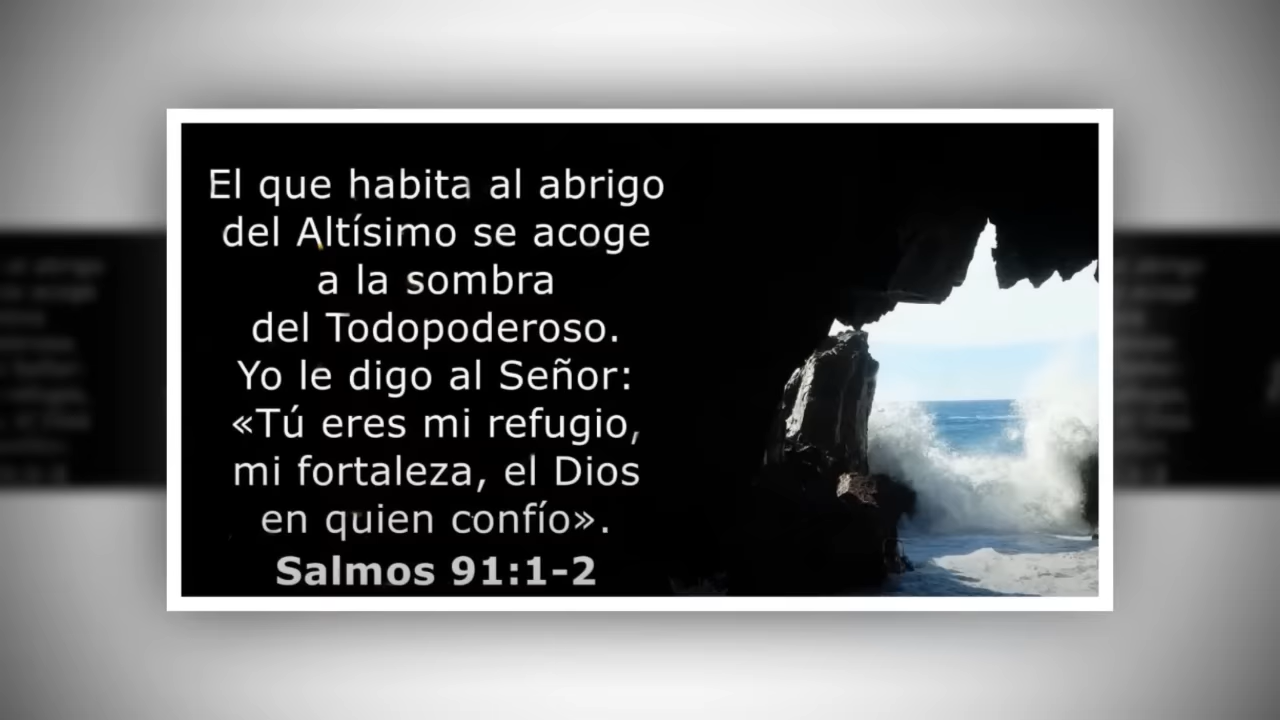 El que habita al abrigo
del Altísimo se acoge
a la sombra
del Todopoderoso.
Yo le digo al Señor:
«Tú eres mi refugio,
mi fortaleza, el Dios
en quien confío».
Salmos 91:1-2